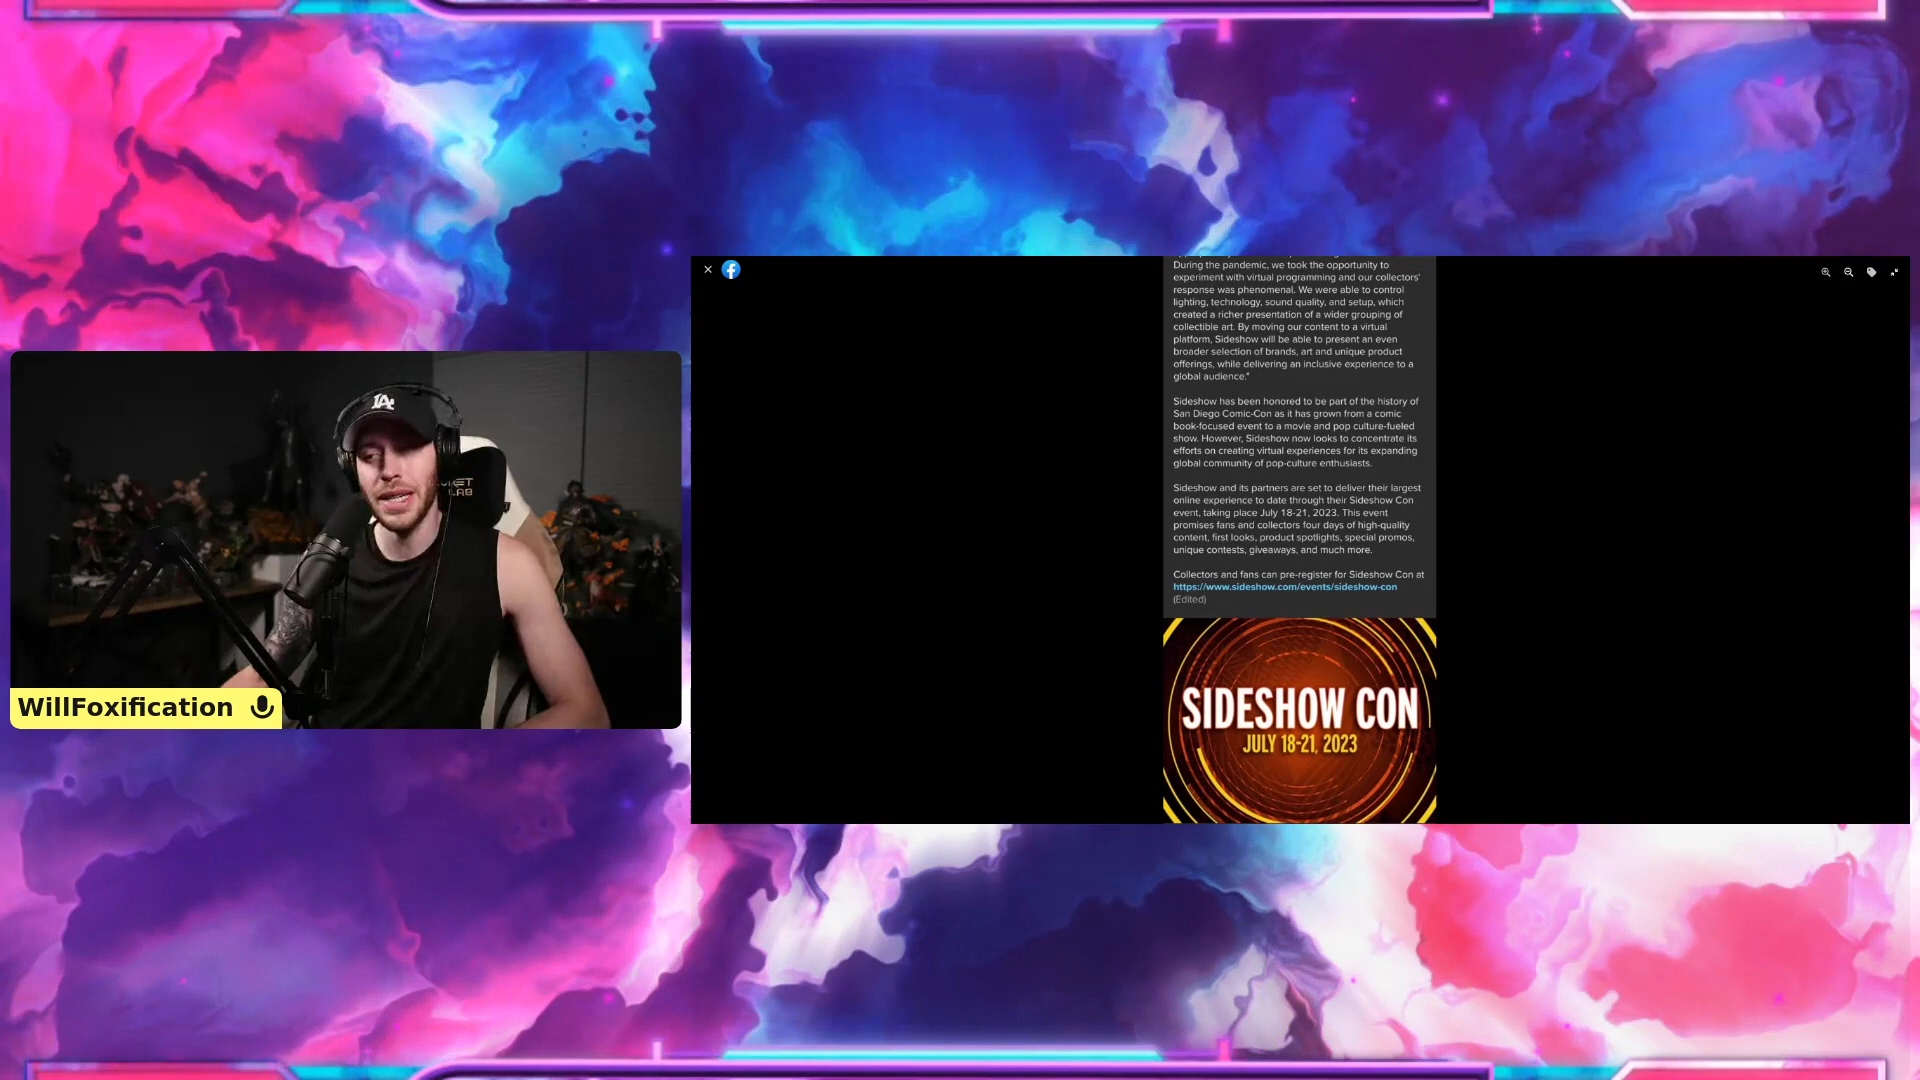 During the pandemic, we took the opportunity to
experiment with virtual programming and our collectors'
response was phenomenal. We were able to control
lighting, technology, sound quality, and setup, which
created a richer presentation of a wider grouping of
collectible art. By moving our content to a virtual
platform, Sideshow will be able to present an even
broader selection of brands, art and unique product
offerings, while delivering an inclusive experience to a
global audience."
Sideshow has been honored to be part of the history of
San Diego Comic-Con as it has grown from a comic
book-focused event to a movie and pop culture-fueled
show. However, Sideshow now looks to concentrate its
efforts on creating virtual experiences for its expanding
global community of pop-culture enthusiasts.
Sideshow and its partners are set to deliver their largest
online experience to date through their Sideshow Con
event, taking place July 18-21, 2023. This event
promises fans and collectors four days of high-quality
content, first looks, product spotlights, special promos,
unique contests, giveaways, and much more.
Collectors and fans can pre-register for Sideshow Con at
https://www.sideshow.com/events/sideshow-con
(Edited)
SIDESHOW CON
JULY 18-21, 2023
LA
LAB
WillFoxification